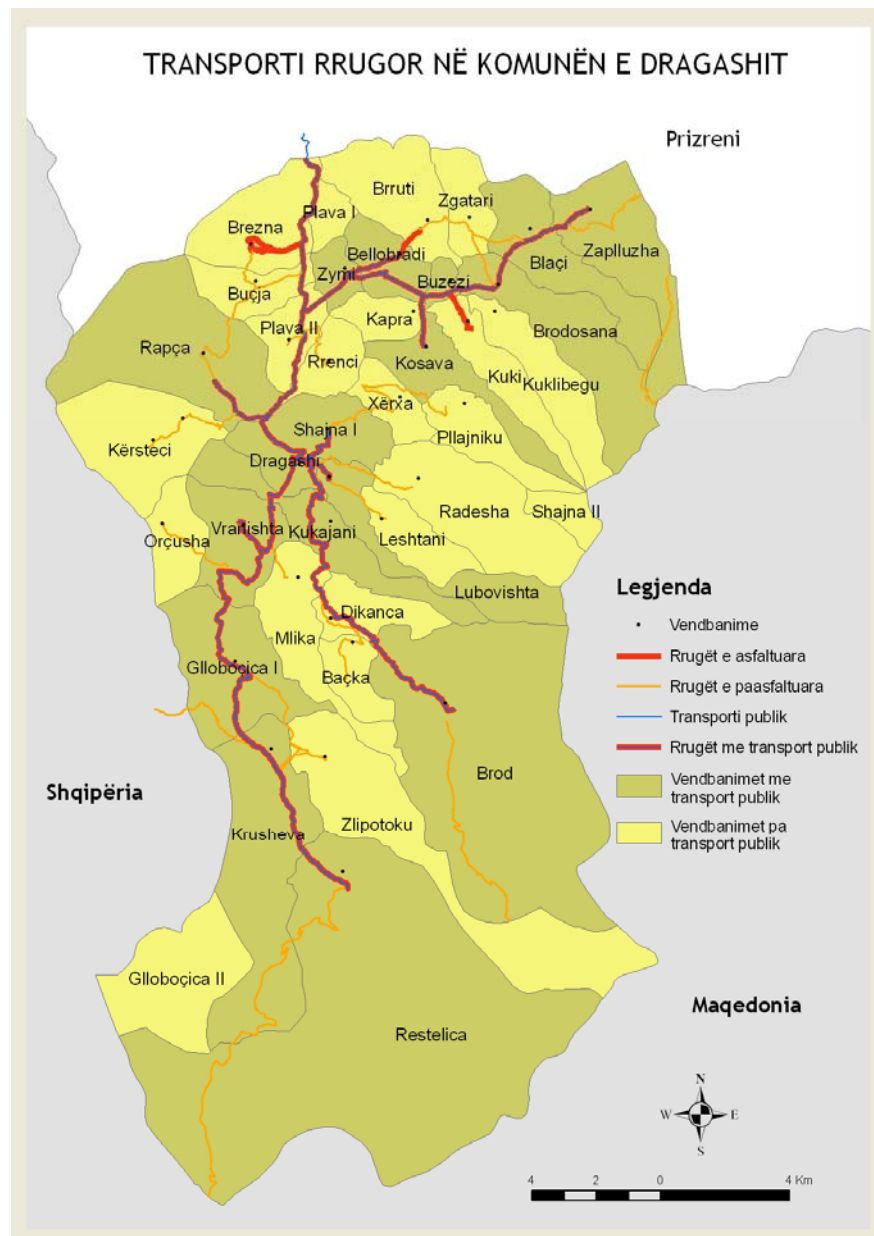 TRANSPORTI RRUGOR NË KOMUNËN E DRAGASHIT
Prizreni
Brruti
Zgatari
Plava I
Brezna
Bellobradi
Zaplluzha
Blaçi
Zymi
Buzezi
Buçja
Kapra
Brodosana
Plava II
Rapça
Rrenci
Kosava
Kuki
Kuklibegu
Xërxa
Shajna I
Pllajniku
Kërsteci
Dragashi
Radesha
Shajna II
Vranishta
Kukajani
Orçusha
Leshtani
Lubovishta
Dikanca
Mlika
Glloboçica I
Baçka
Brod
Shqipëria
Zlipotoku
Krusheva
Glloboçica II
Maqedonia
Restelica
Legjenda
Vendbanime
Rrugët e asfaltuara
Rrugët e paasfaltuara
Transporti publik
Rrugët me transport publik
Vendbanimet me
transport publik
Vendbanimet pa
transport publik
N
W
E
S
4 2 0 4 Km